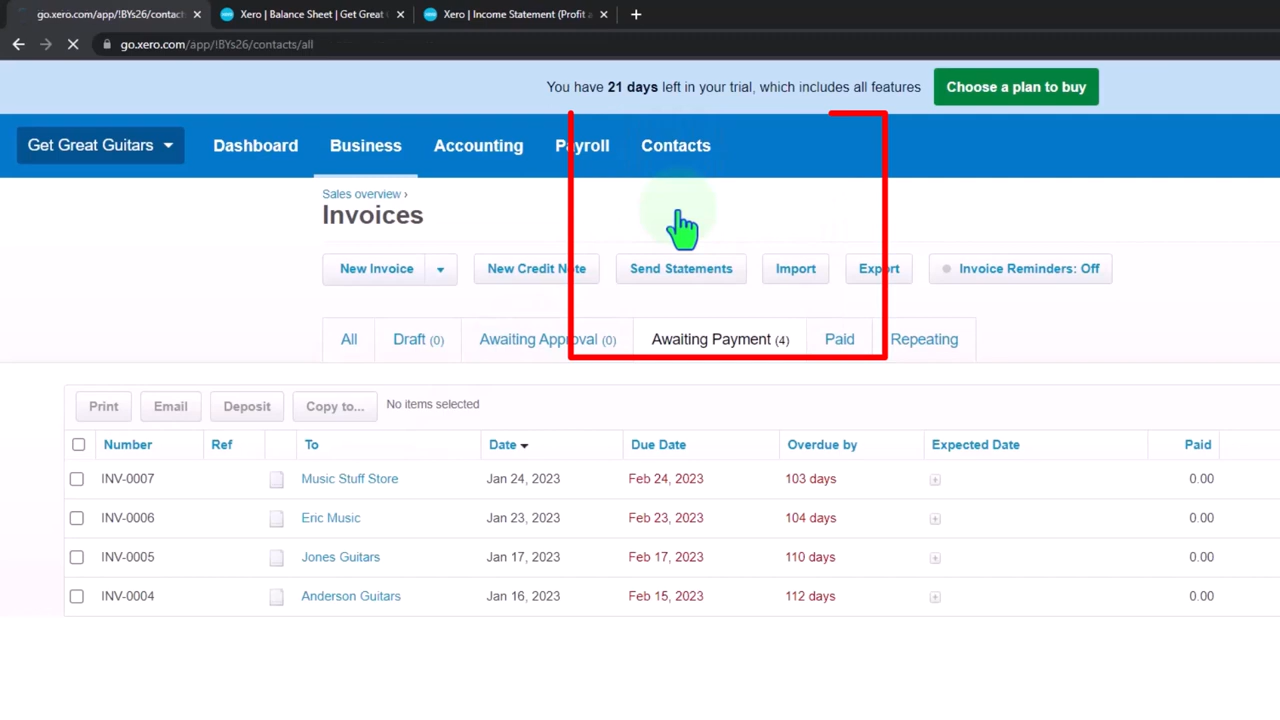 go.xero.com/app/!BYs26/contact
Xero | Balance Sheet | Get Great
Xero | Income Statement (Profit a
go.xero.com/app/!BYs26/contacts/all
You have 21 days left in your trial, which includes all features
Choose a plan to buy
Get Great Guitars
Dashboard
Business
Accounting
Payroll
Contacts
Sales overview ›
Invoices
New Invoice
New Credit Note
Send Statements
Import
Export
Invoice Reminders: Off
All
Draft (0)
Awaiting Approval (0)
Awaiting Payment (4)
Paid
Repeating
Print
Email
Deposit
Copy to...
No items selected
Number Ref To Date Due Date Overdue by Expected Date Paid
INV-0007 Music Stuff Store Jan 24, 2023 Feb 24, 2023 103 days 0.00
INV-0006 Eric Music Jan 23, 2023 Feb 23, 2023 104 days 0.00
INV-0005 Jones Guitars Jan 17, 2023 Feb 17, 2023 110 days 0.00
INV-0004 Anderson Guitars Jan 16, 2023 Feb 15, 2023 112 days 0.00